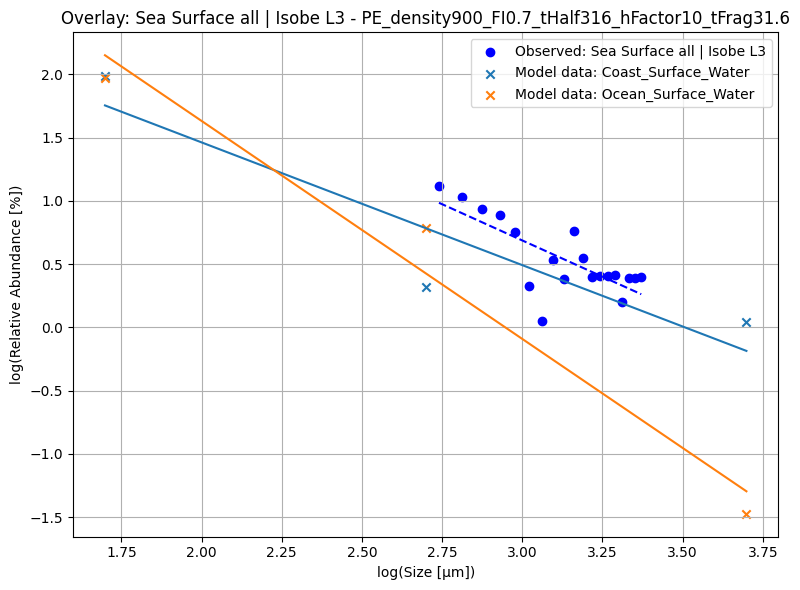 Overlay: Sea Surface all | Isobe L3 - PE_density900_FI0.7_tHalf316_hFactor10_tFrag31.6
Observed: Sea Surface all | Isobe L3
Model data: Coast_Surface_Water
Model data: Ocean_Surface_Water
log(Relative Abundance [%])
2.0
1.5
1.0
0.5
0.0
−0.5
−1.0
−1.5
1.75 2.00 2.25 2.50 2.75 3.00 3.25 3.50 3.75
log(Size [μm])